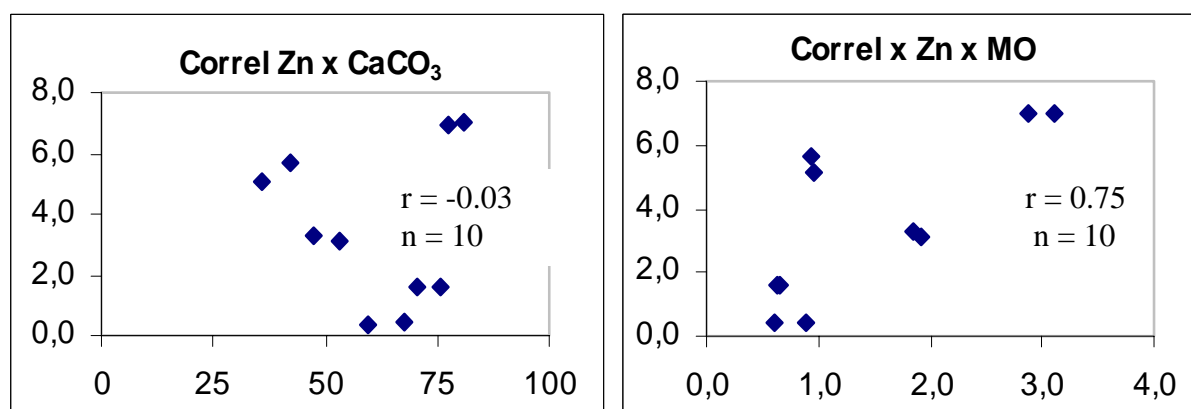 Correl Zn x CaCO₃
8,0
6,0
4,0
2,0
0,0
r = -0.03
n = 10
0 25 50 75 100
Correl x Zn x MO
8,0
6,0
4,0
2,0
0,0
r = 0.75
n = 10
0,0 1,0 2,0 3,0 4,0